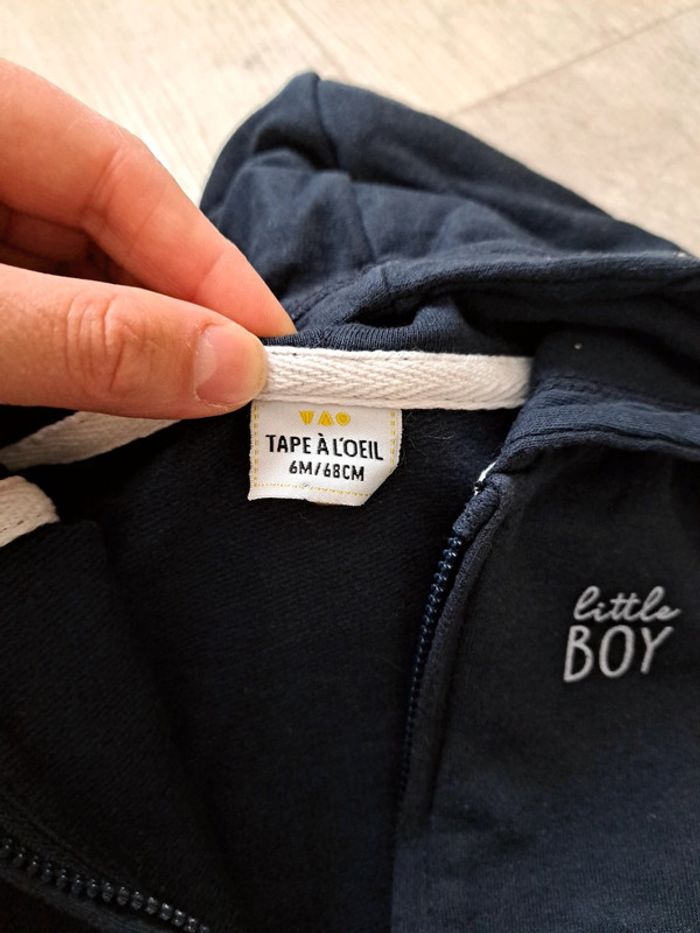 TAPE À L'OEIL
6M/68CM
little
BOY